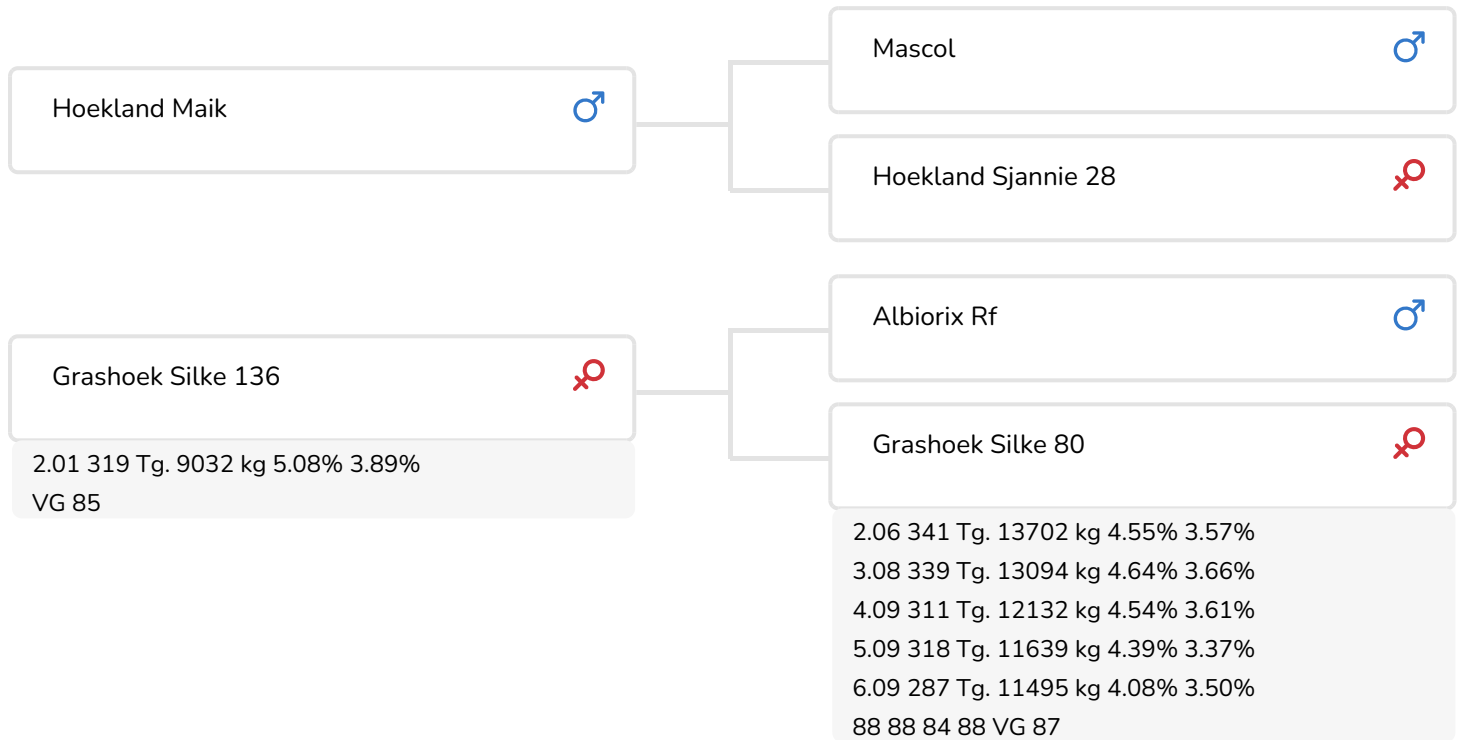 Mascol
Hoekland Maik
Hoekland Sjannie 28
Albiorix Rf
Grashoek Silke 136
2.01 319 Tg. 9032 kg 5.08% 3.89%
VG 85
Grashoek Silke 80
2.06 341 Tg. 13702 kg 4.55% 3.57%
3.08 339 Tg. 13094 kg 4.64% 3.66%
4.09 311 Tg. 12132 kg 4.54% 3.61%
5.09 318 Tg. 11639 kg 4.39% 3.37%
6.09 287 Tg. 11495 kg 4.08% 3.50%
88 88 84 88 VG 87